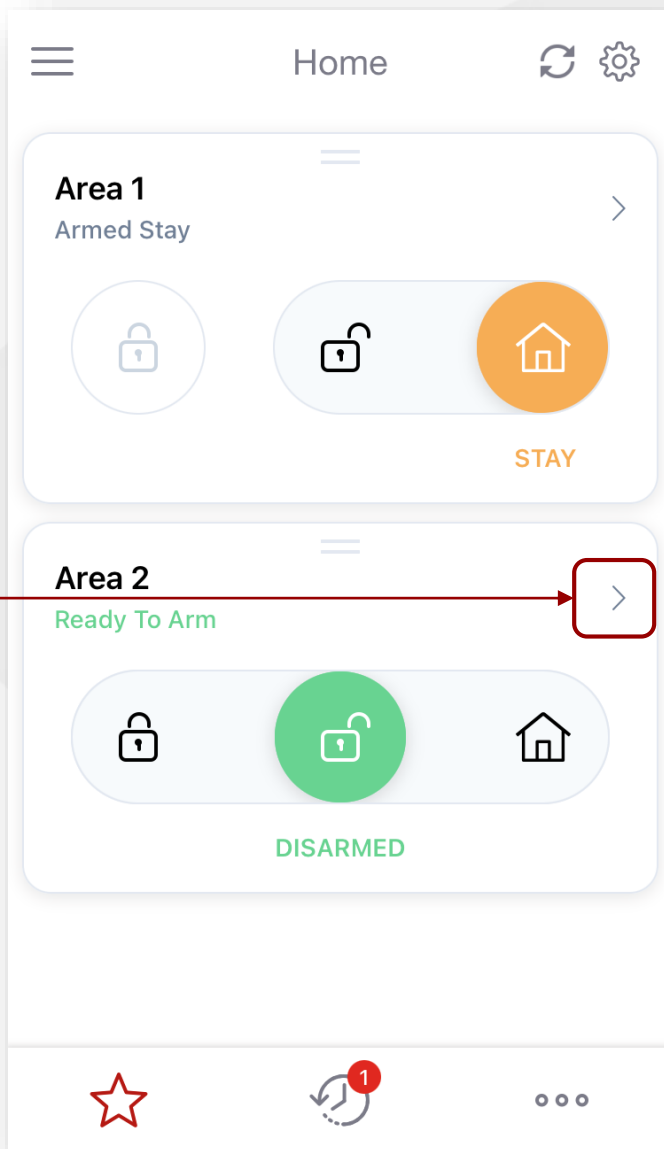 Home
Area 1
Armed Stay
STAY
Area 2
Ready To Arm
DISARMED
1